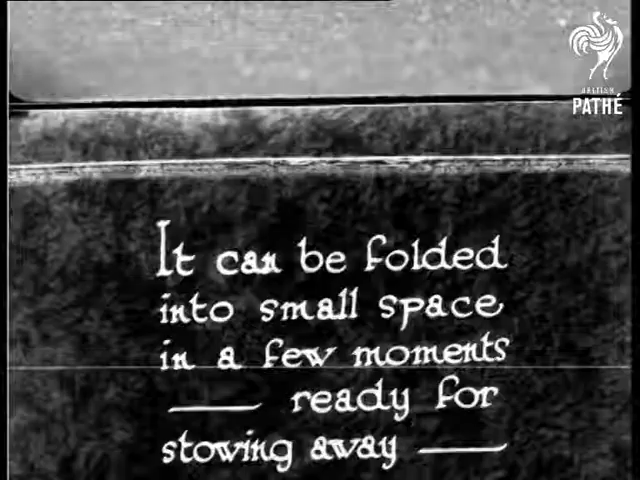 BRITISH
PATHÉ
It can be folded
into small space
in a few moments
— ready for
stowing away —